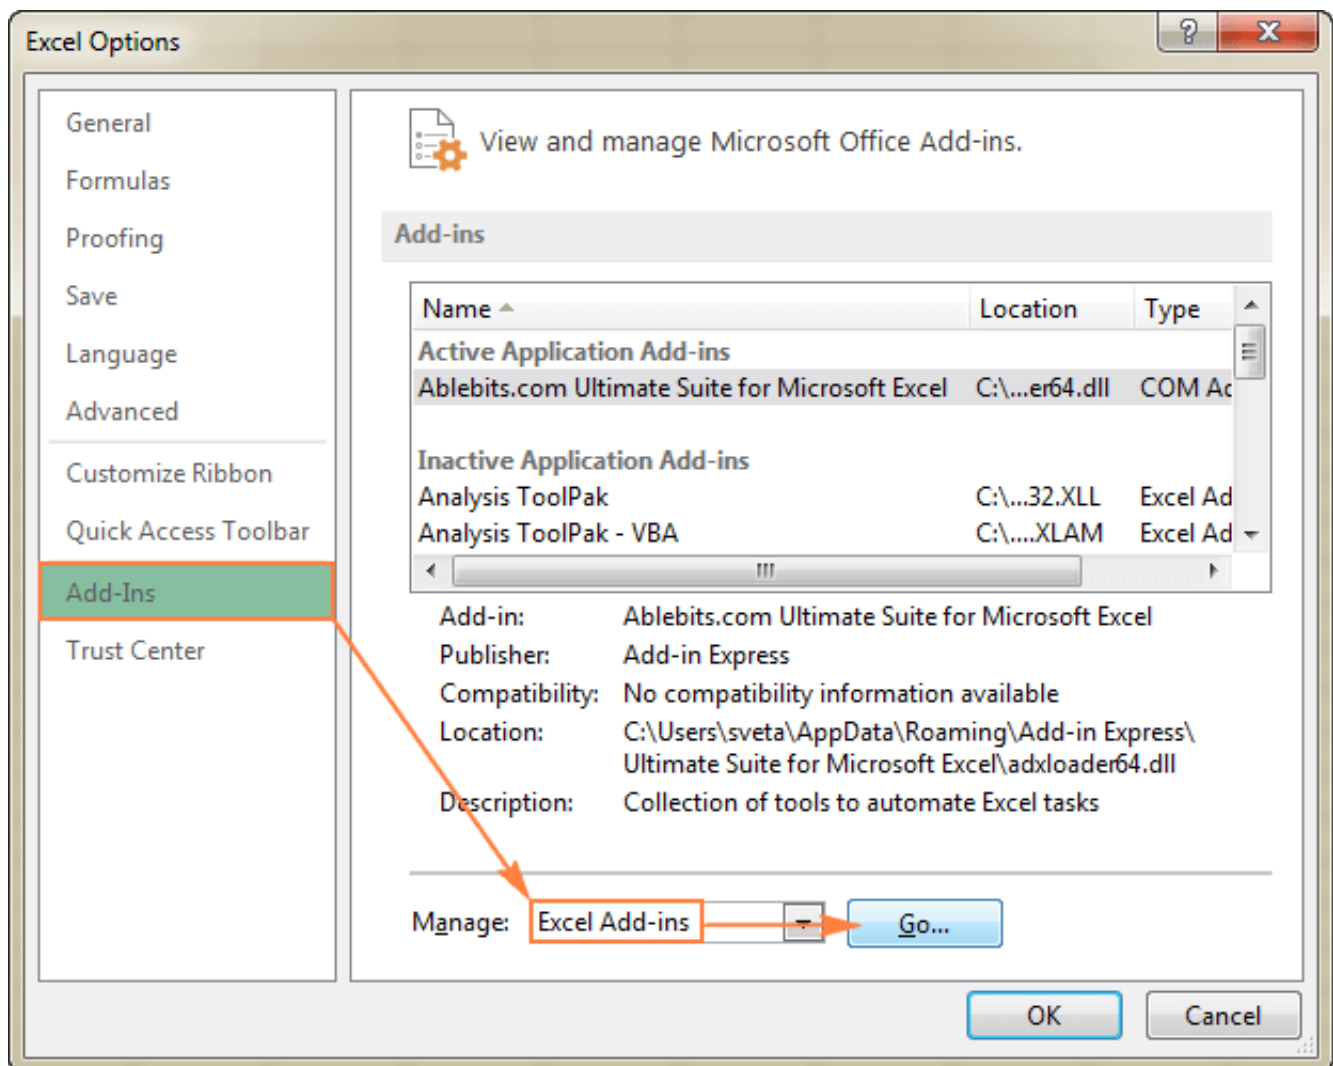 Excel Options
?
General
Formulas
Proofing
Save
Language
Advanced
Customize Ribbon
Quick Access Toolbar
Add-Ins
Trust Center
View and manage Microsoft Office Add-ins.
Add-ins
Name Location Type
Active Application Add-ins
Ablebits.com Ultimate Suite for Microsoft Excel C:\...er64.dll COM Ac
Inactive Application Add-ins
Analysis ToolPak C:\...32.XLL Excel Ad
Analysis ToolPak - VBA C:\....XLAM Excel Ad
Add-in: Ablebits.com Ultimate Suite for Microsoft Excel
Publisher: Add-in Express
Compatibility: No compatibility information available
Location: C:\Users\sveta\AppData\Roaming\Add-in Express\
Ultimate Suite for Microsoft Excel\adxloader64.dll
Description: Collection of tools to automate Excel tasks
Manage: Excel Add-ins Go...
OK Cancel